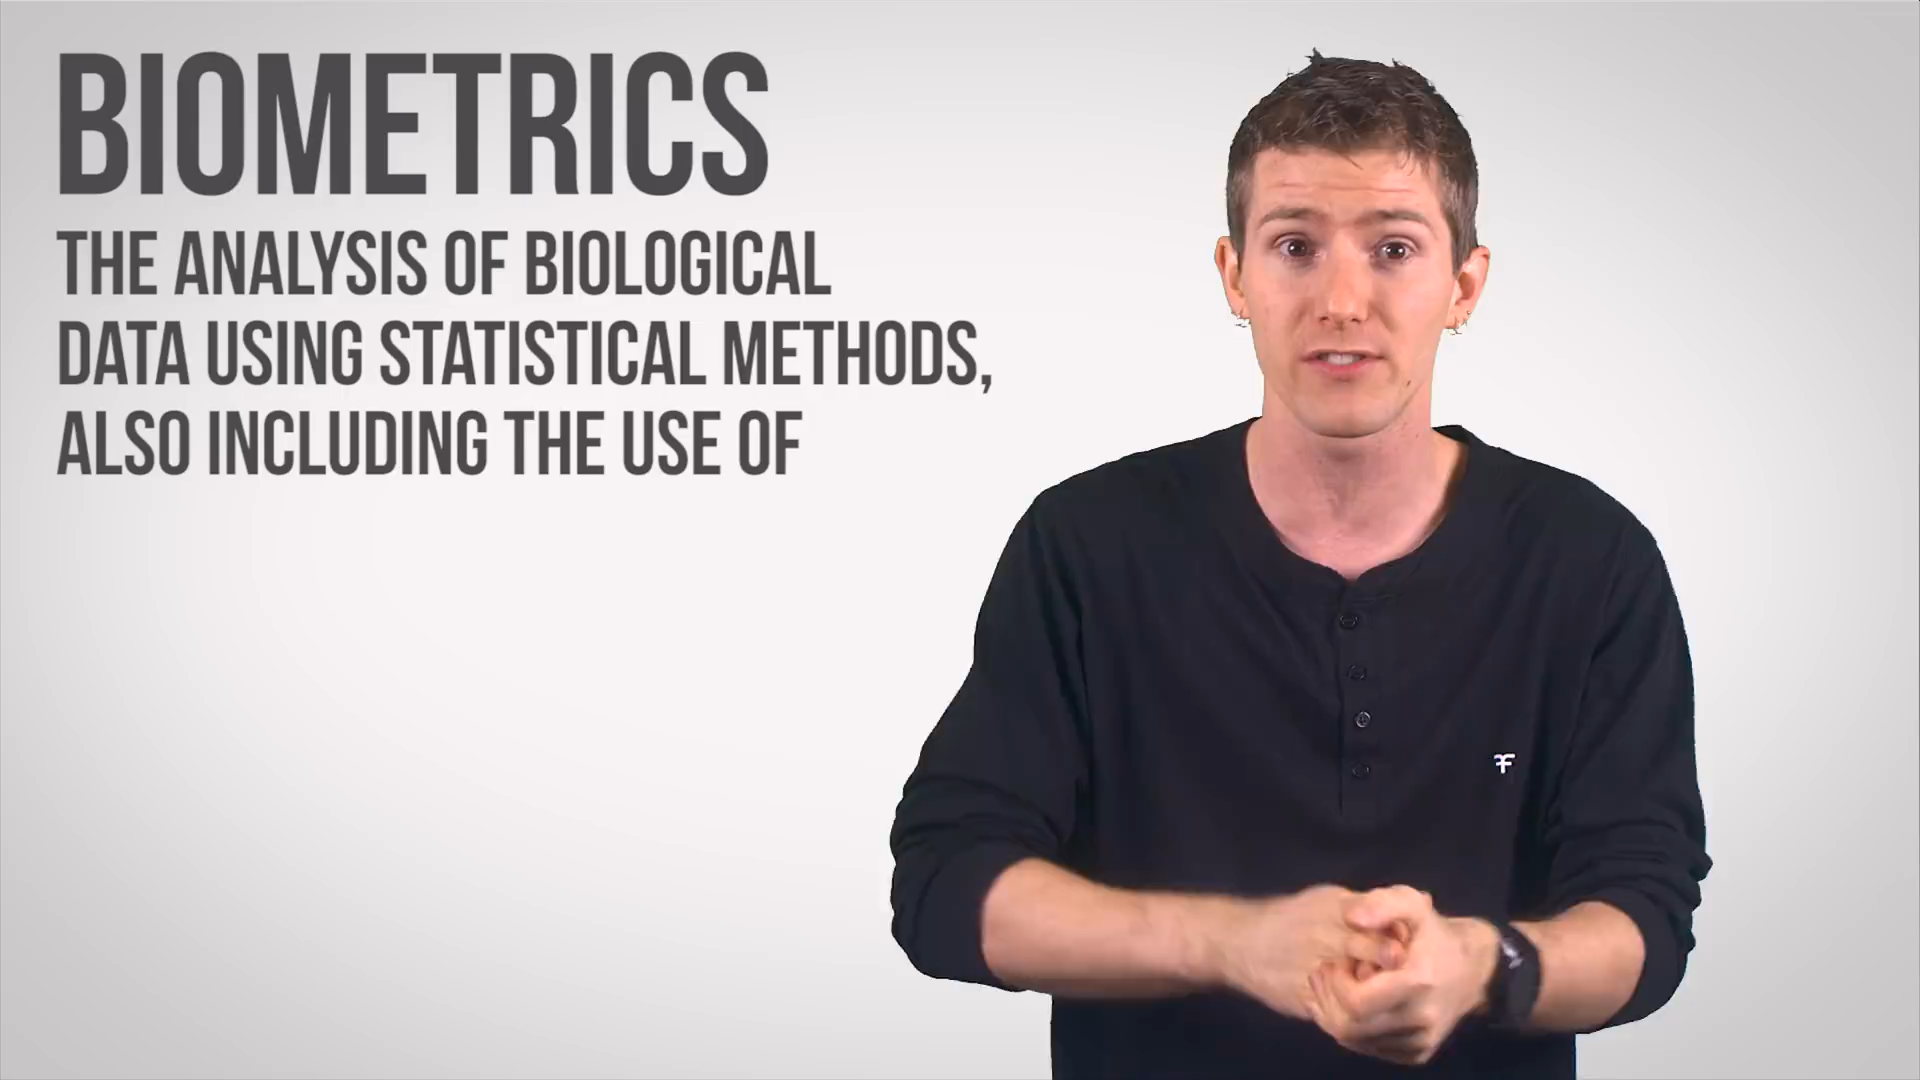 BIOMETRICS
THE ANALYSIS OF BIOLOGICAL
DATA USING STATISTICAL METHODS,
ALSO INCLUDING THE USE OF